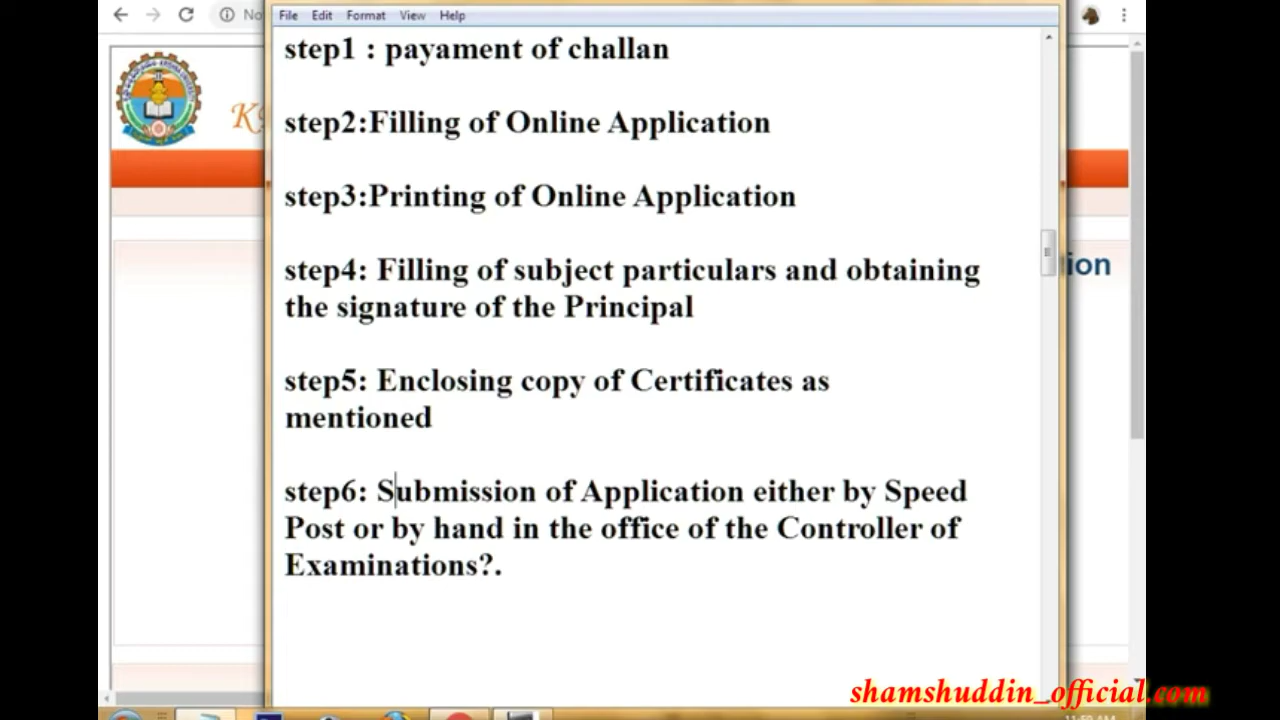 No
File Edit Format View Help
step1 : payament of challan
step2:Filling of Online Application
step3:Printing of Online Application
step4: Filling of subject particulars and obtaining
the signature of the Principal
step5: Enclosing copy of Certificates as
mentioned
step6: Submission of Application either by Speed
Post or by hand in the office of the Controller of
Examinations?.
K
ion
shamshuddin_official.com